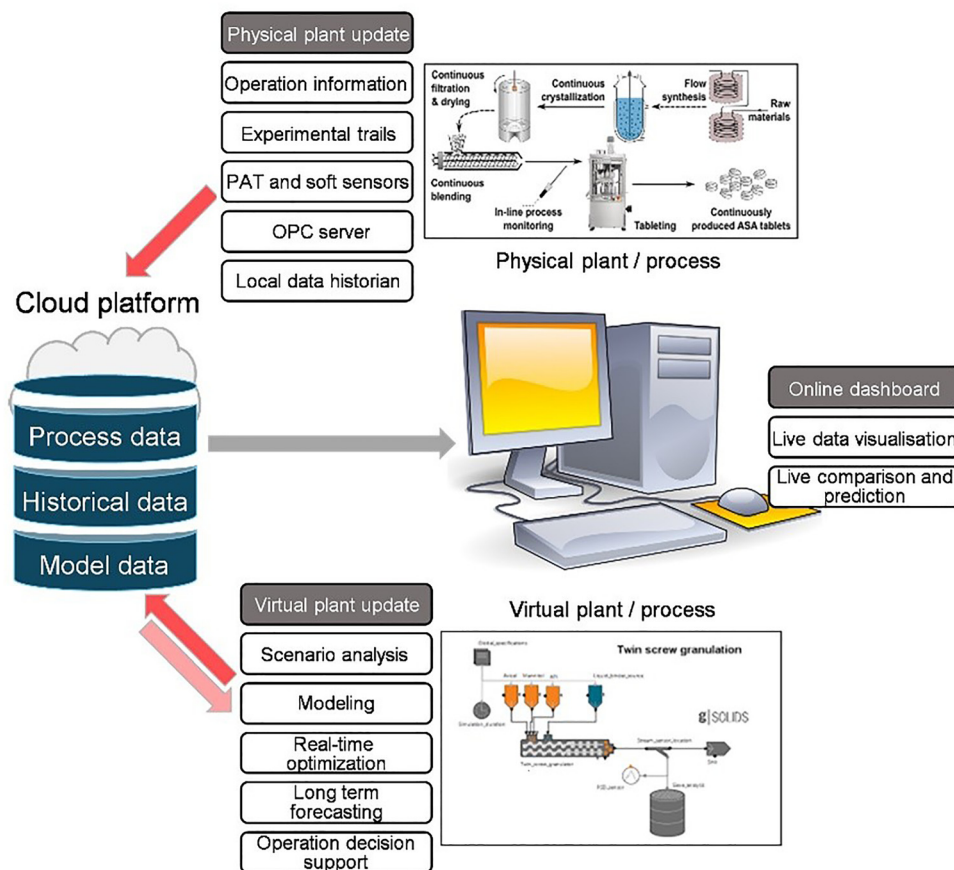 Physical plant update
Operation information
Experimental trails
PAT and soft sensors
OPC server
Local data historian
Continuous
filtration
& drying
Continuous
crystallization
Flow
synthesis
Raw
materials
Continuous
blending
In-line process
monitoring
Tableting
Continuously
produced ASA tablets
Physical plant / process
Cloud platform
Process data
Historical data
Model data
Online dashboard
Live data visualisation
Live comparison and
prediction
Virtual plant update
Scenario analysis
Modeling
Real-time
optimization
Long term
forecasting
Operation decision
support
Virtual plant / process
Twin screw granulation
g|SOLIDS
Simulation_duration
Twin_screw_granulator